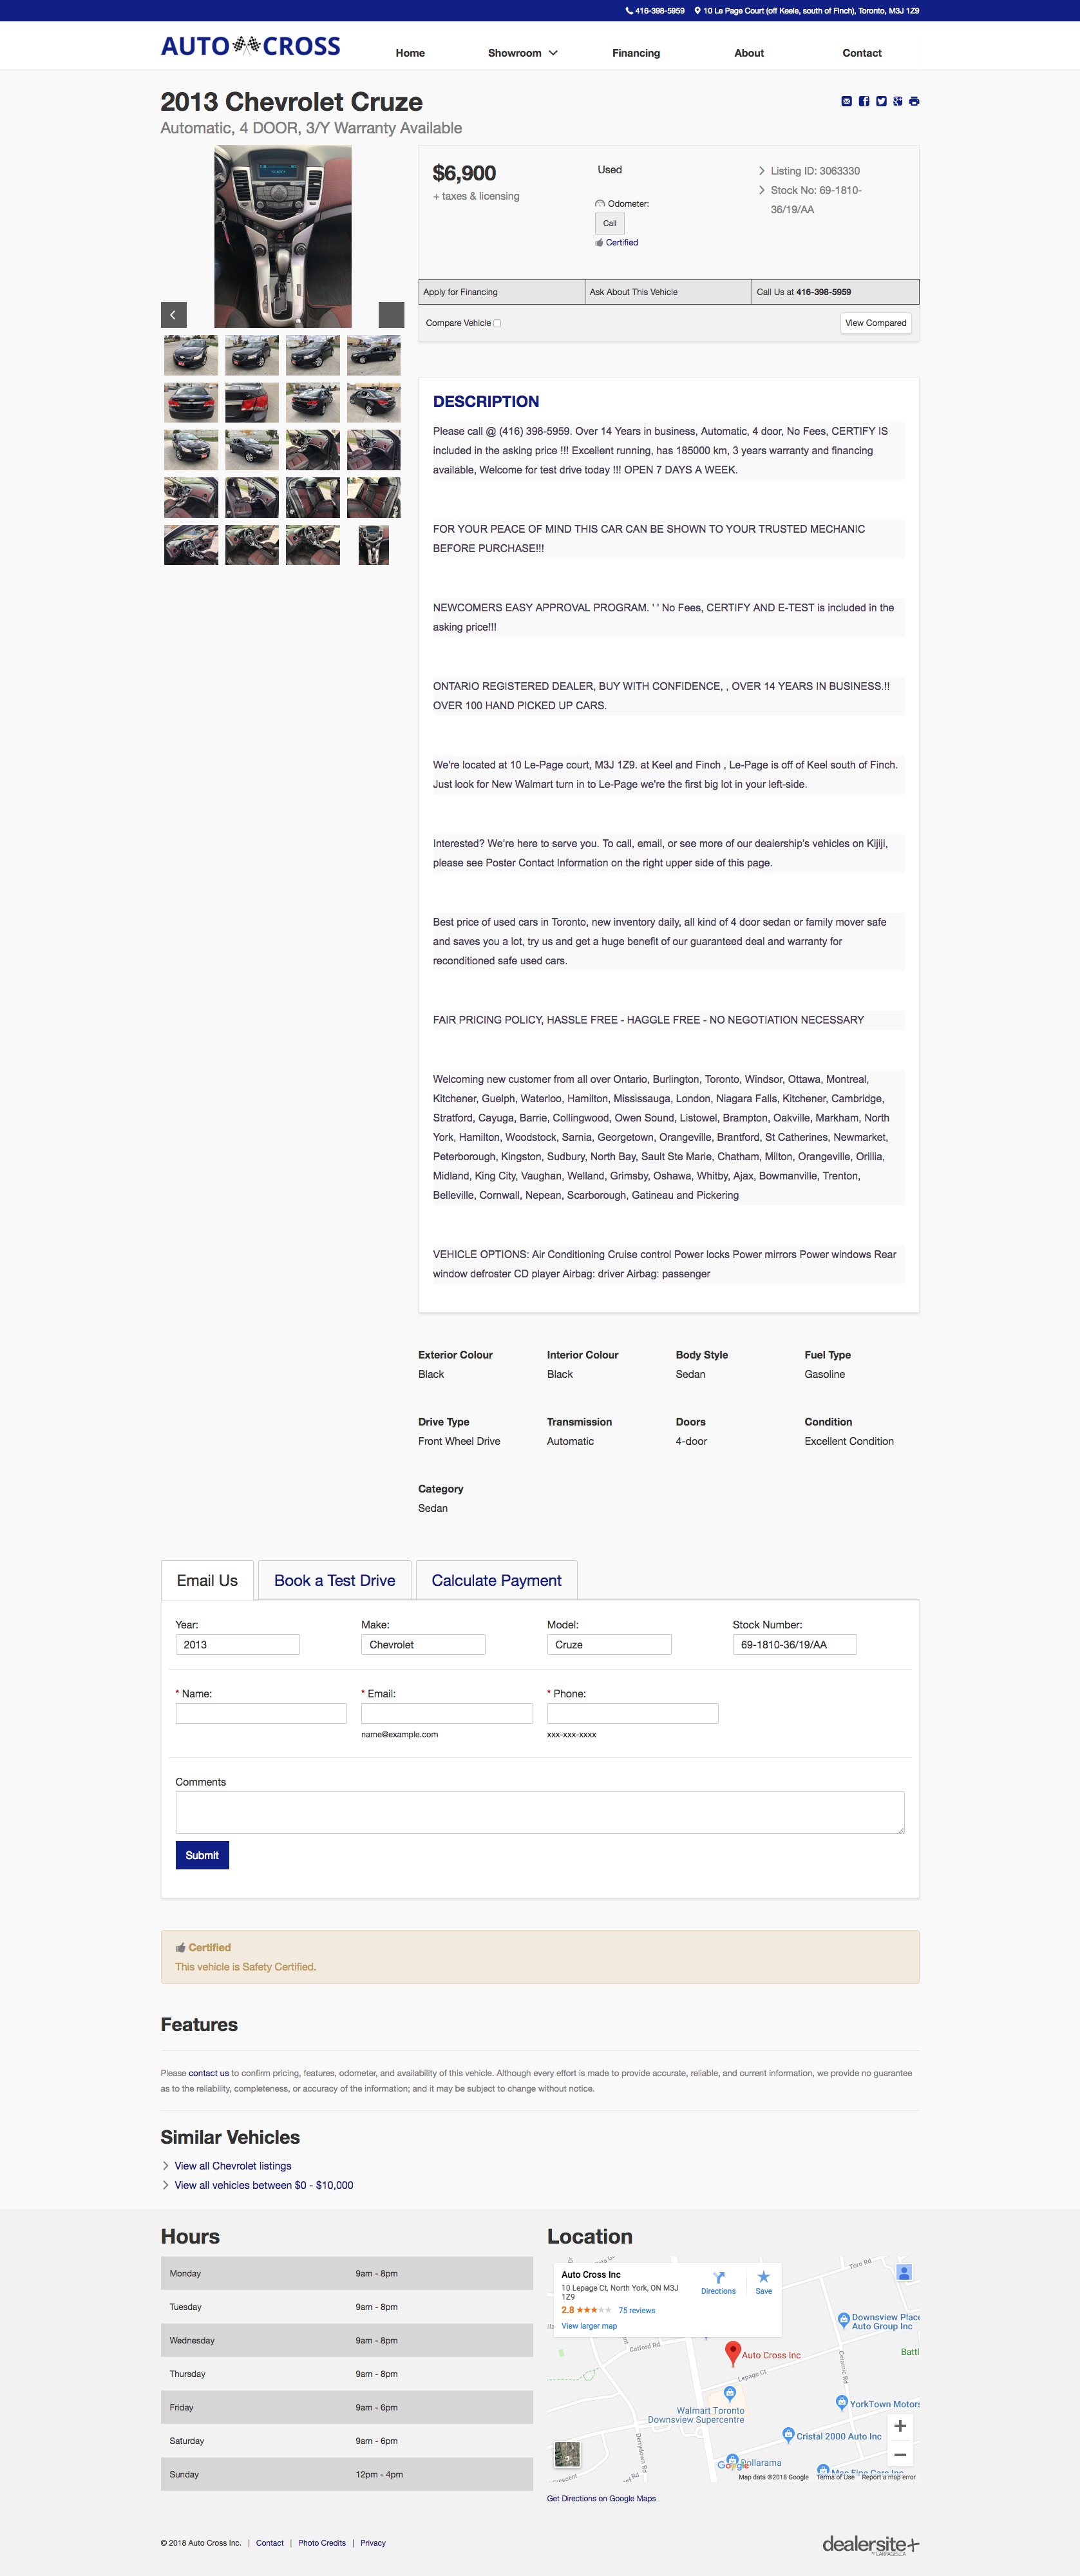 416-398-5959 10 Le Page Court (off Keele, south of Finch), Toronto, M3J 1Z9
AUTO CROSS
Home Showroom Financing About Contact
2013 Chevrolet Cruze
Automatic, 4 DOOR, 3/Y Warranty Available
$6,900
+ taxes & licensing
Used
Odometer:
Call
Certified
Listing ID: 3063330
Stock No: 69-1810-
36/19/AA
Apply for Financing Ask About This Vehicle Call Us at 416-398-5959
Compare Vehicle View Compared
DESCRIPTION
Please call @ (416) 398-5959. Over 14 Years in business, Automatic, 4 door, No Fees, CERTIFY IS
included in the asking price !!! Excellent running, has 185000 km, 3 years warranty and financing
available, Welcome for test drive today !!! OPEN 7 DAYS A WEEK.
FOR YOUR PEACE OF MIND THIS CAR CAN BE SHOWN TO YOUR TRUSTED MECHANIC
BEFORE PURCHASE!!!
NEWCOMERS EASY APPROVAL PROGRAM. ' ' No Fees, CERTIFY AND E-TEST is included in the
asking price!!!
ONTARIO REGISTERED DEALER, BUY WITH CONFIDENCE, , OVER 14 YEARS IN BUSINESS.!!
OVER 100 HAND PICKED UP CARS.
We're located at 10 Le-Page court, M3J 1Z9. at Keel and Finch , Le-Page is off of Keel south of Finch.
Just look for New Walmart turn in to Le-Page we're the first big lot in your left-side.
Interested? We're here to serve you. To call, email, or see more of our dealership's vehicles on Kijiji,
please see Poster Contact Information on the right upper side of this page.
Best price of used cars in Toronto, new inventory daily, all kind of 4 door sedan or family mover safe
and saves you a lot, try us and get a huge benefit of our guaranteed deal and warranty for
reconditioned safe used cars.
FAIR PRICING POLICY, HASSLE FREE - HAGGLE FREE - NO NEGOTIATION NECESSARY
Welcoming new customer from all over Ontario, Burlington, Toronto, Windsor, Ottawa, Montreal,
Kitchener, Guelph, Waterloo, Hamilton, Mississauga, London, Niagara Falls, Kitchener, Cambridge,
Stratford, Cayuga, Barrie, Collingwood, Owen Sound, Listowel, Brampton, Oakville, Markham, North
York, Hamilton, Woodstock, Sarnia, Georgetown, Orangeville, Brantford, St Catherines, Newmarket,
Peterborough, Kingston, Sudbury, North Bay, Sault Ste Marie, Chatham, Milton, Orangeville, Orillia,
Midland, King City, Vaughan, Welland, Grimsby, Oshawa, Whitby, Ajax, Bowmanville, Trenton,
Belleville, Cornwall, Nepean, Scarborough, Gatineau and Pickering
VEHICLE OPTIONS: Air Conditioning Cruise control Power locks Power mirrors Power windows Rear
window defroster CD player Airbag: driver Airbag: passenger
Exterior Colour Interior Colour Body Style Fuel Type
Black Black Sedan Gasoline
Drive Type Transmission Doors Condition
Front Wheel Drive Automatic 4-door Excellent Condition
Category
Sedan
Email Us Book a Test Drive Calculate Payment
Year: Make: Model: Stock Number:
2013 Chevrolet Cruze 69-1810-36/19/AA
* Name: * Email: * Phone:
name@example.com xxx-xxx-xxxx
Comments
Submit
Certified
This vehicle is Safety Certified.
Features
Please contact us to confirm pricing, features, odometer, and availability of this vehicle. Although every effort is made to provide accurate, reliable, and current information, we provide no guarantee
as to the reliability, completeness, or accuracy of the information; and it may be subject to change without notice.
Similar Vehicles
View all Chevrolet listings
View all vehicles between $0 - $10,000
Hours
Monday 9am - 8pm
Tuesday 9am - 8pm
Wednesday 9am - 8pm
Thursday 9am - 8pm
Friday 9am - 6pm
Saturday 9am - 6pm
Sunday 12pm - 4pm
Location
Auto Cross Inc
10 Lepage Ct, North York, ON M3J
1Z9
2.8 75 reviews
View larger map
Directions Save
Toro Rd
Downsview Place
Auto Group Inc
Catford Rd
Auto Cross Inc
Battl
Lepage Ct
Ceramic Rd
Walmart Toronto
Downsview Supercentre
YorkTown Motors
Cristal 2000 Auto Inc
Derrydown Rd
Dollarama
Google
Mac Fine Cars Inc
Map data ©2018 Google Terms of Use Report a map error
Get Directions on Google Maps
© 2018 Auto Cross Inc. | Contact | Photo Credits | Privacy
dealersite+
BY CARPAGES.CA